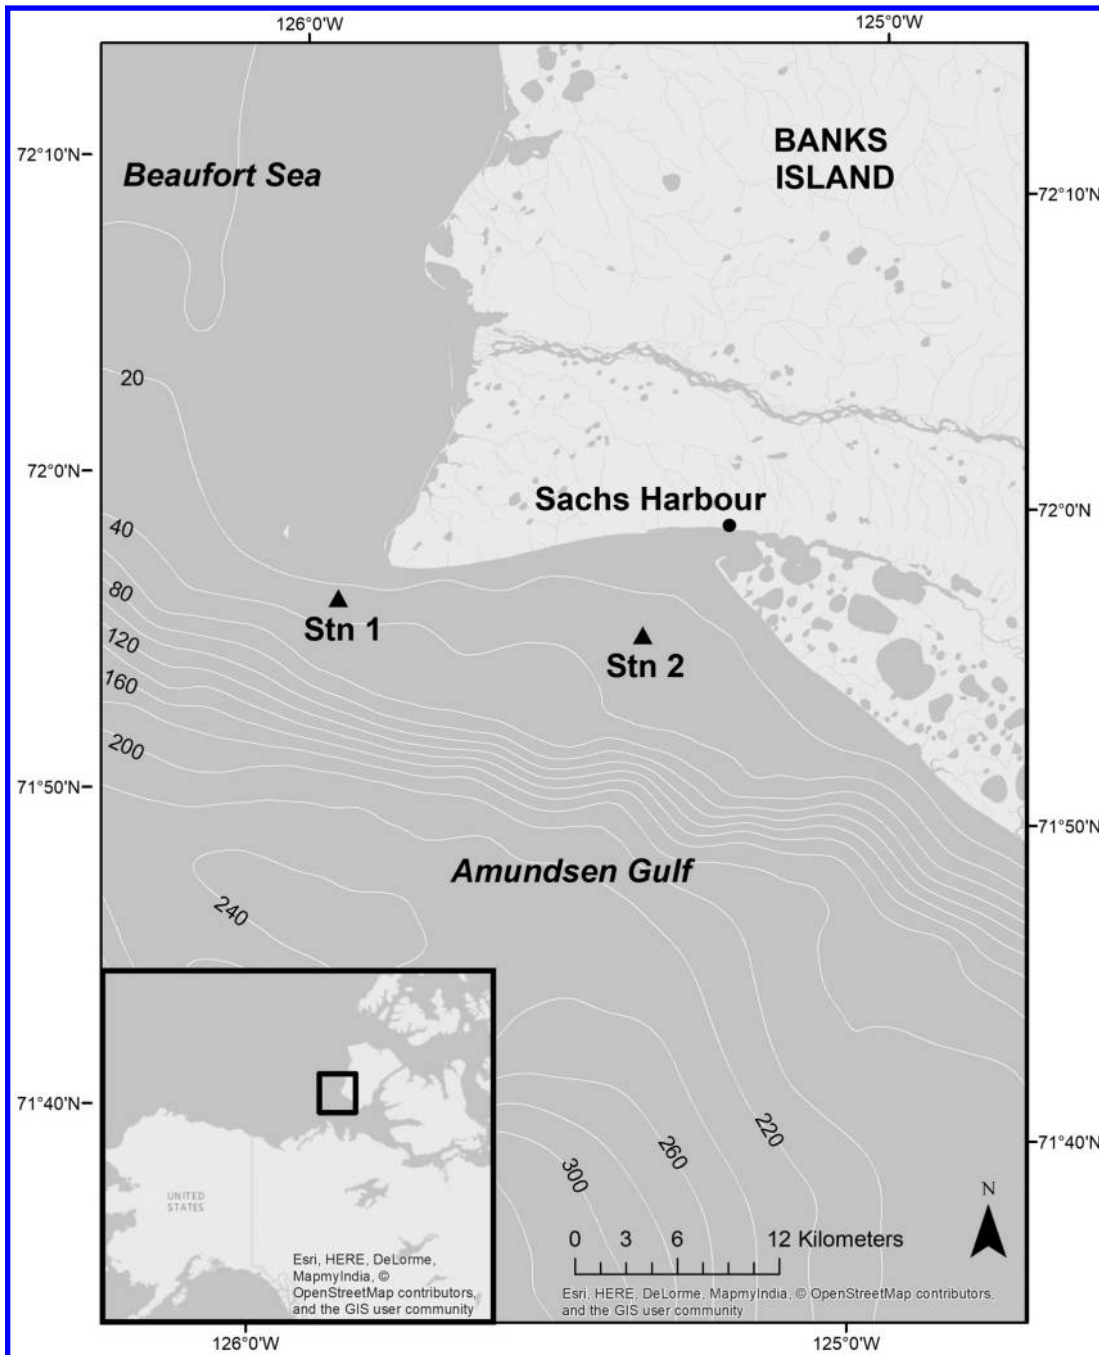 126°0'W
125°0'W
72°10'N
Beaufort Sea
BANKS
ISLAND
72°10'N
20
72°0'N
Sachs Harbour
72°0'N
40
80
Stn 1
120
Stn 2
160
200
71°50'N
71°50'N
Amundsen Gulf
240
71°40'N
220
71°40'N
260
300
N
UNITED
STATES
0 3 6 12 Kilometers
Esri, HERE, DeLorme,
MapmyIndia, ©
OpenStreetMap contributors,
and the GIS user community
Esri, HERE, DeLorme, MapmyIndia, © OpenStreetMap contributors,
and the GIS user community
126°0'W
125°0'W